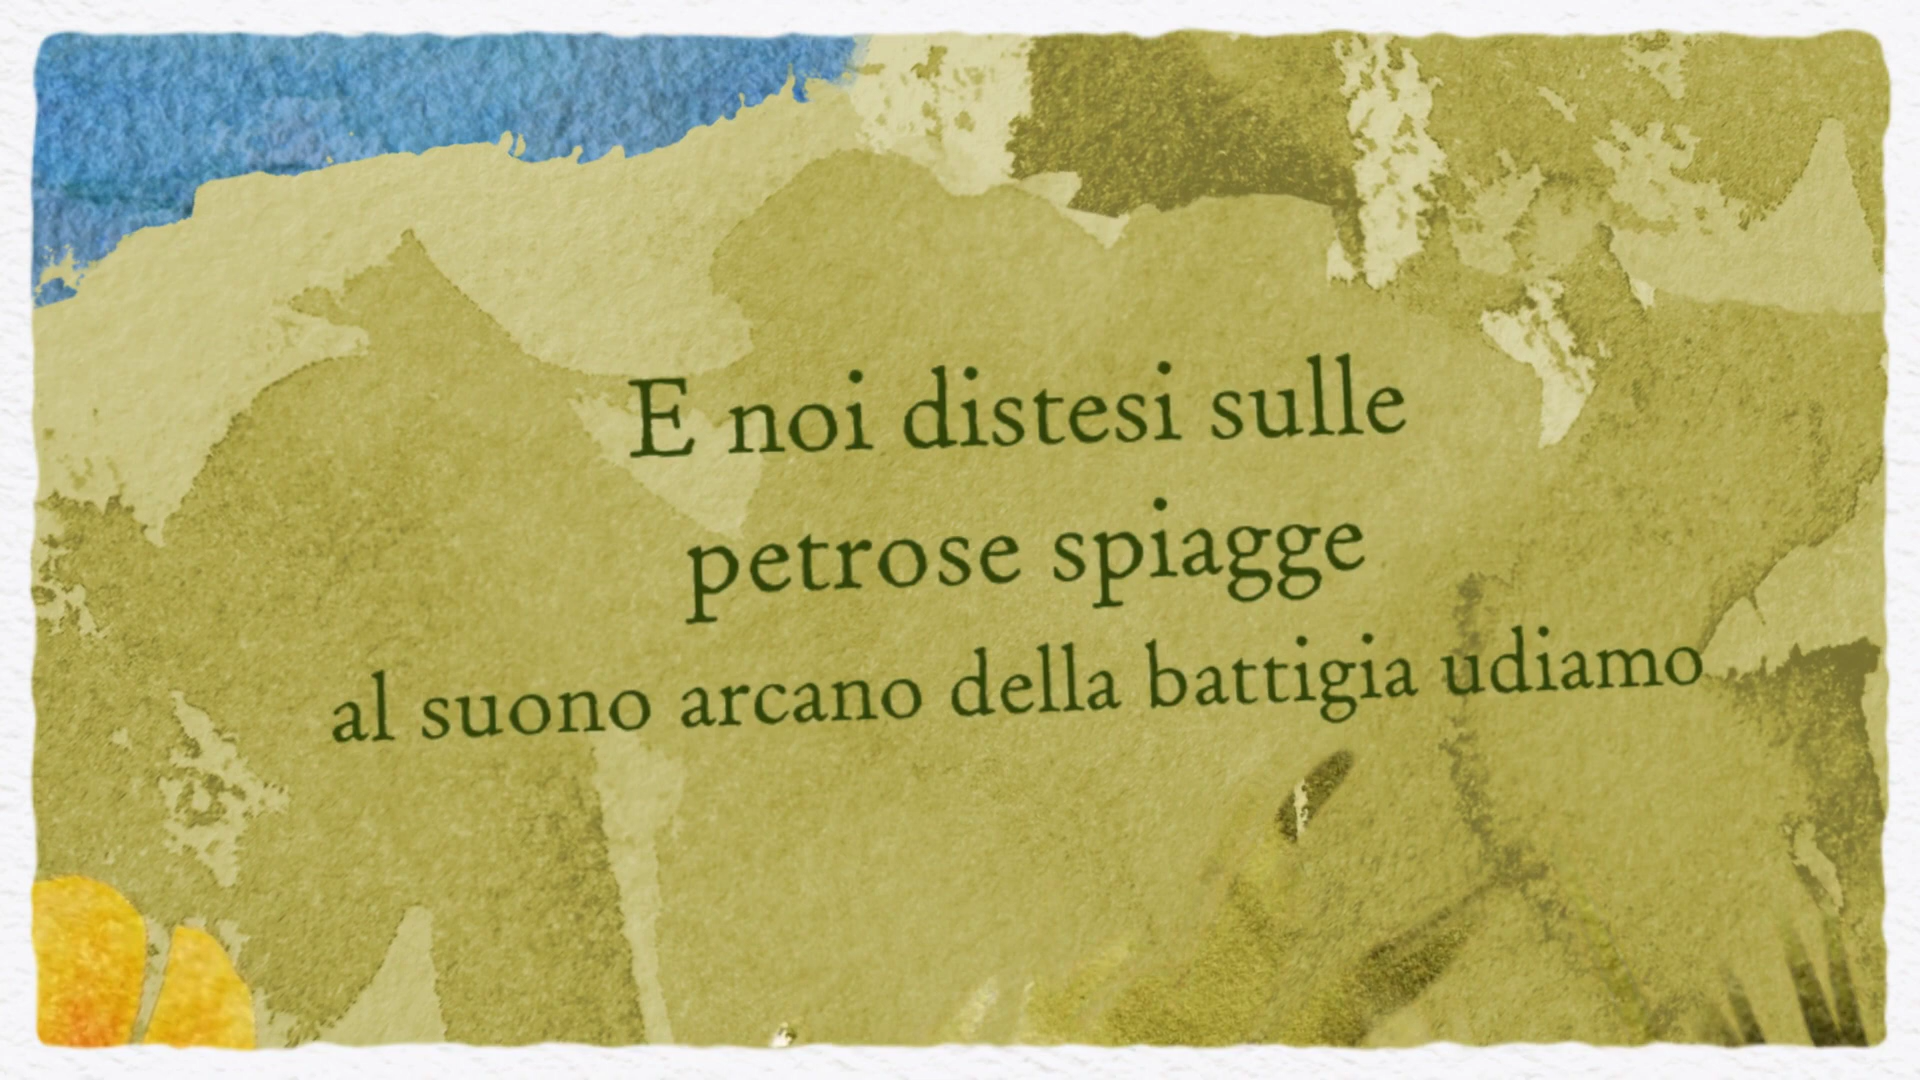 E noi distesi sulle
petrose spiagge
al suono arcano della battigia udiamo